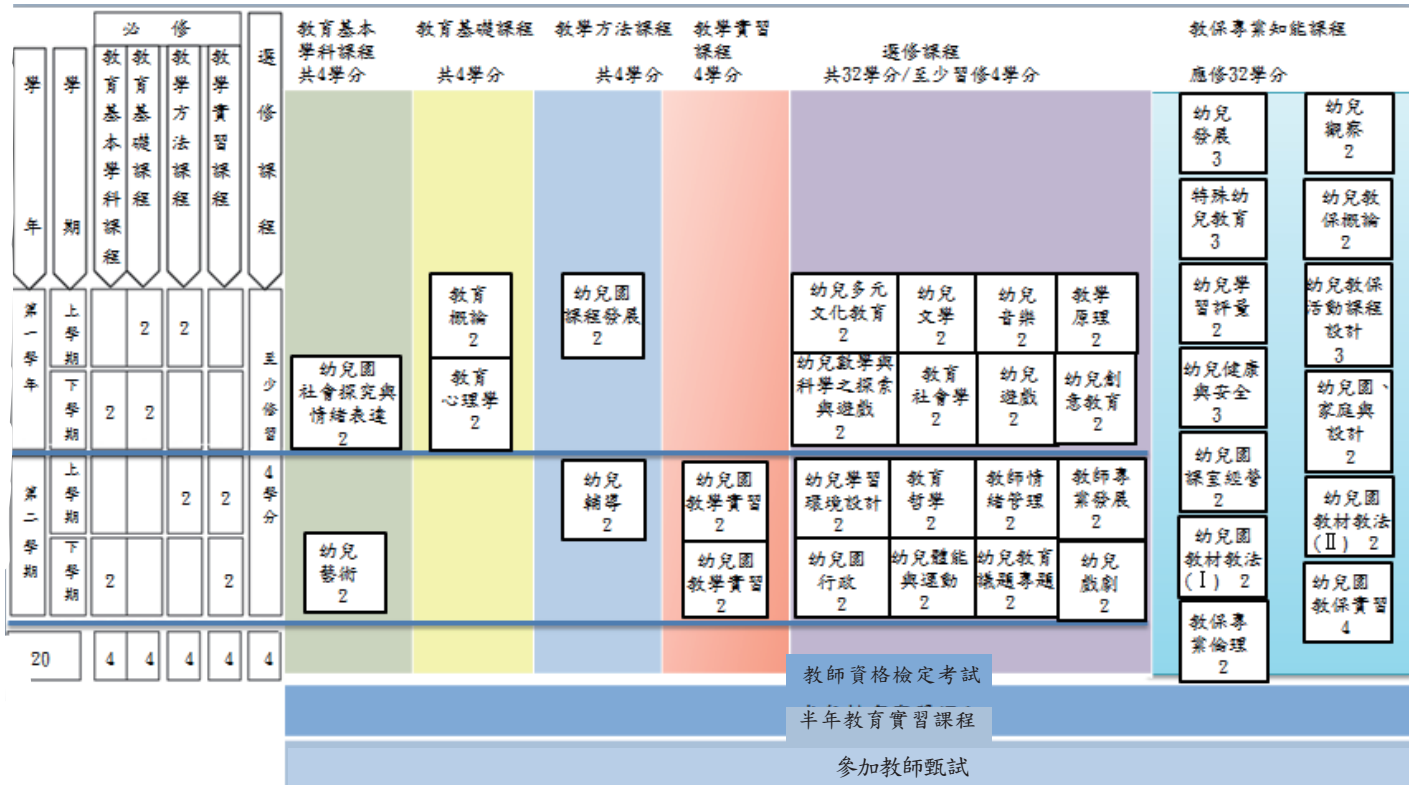 必修
學年
學期
教育基本學科課程
教育基礎課程
教學方法課程
教學實習課程
選修課程
教育基本
學科課程
共4學分
教育基礎課程
共4學分
教學方法課程
共4學分
教學實習
課程
4學分
選修課程
共32學分/至少習修4學分
教保專業知能課程
應修32學分
第一學年
上學期
2
2
下學期
2
2
第二學期
上學期
2
2
下學期
2
2
至少修習4學分
20
4
4
4
4
4
幼兒園
社會探究與
情緒表達
2
幼兒
藝術
2
教育
概論
2
教育
心理學
2
幼兒園
課程發展
2
幼兒
輔導
2
幼兒園
教學實習
2
幼兒園
教學實習
2
幼兒多元
文化教育
2
幼兒
文學
2
幼兒
音樂
2
教學
原理
2
幼兒數學與
科學之探索
與遊戲
2
教育
社會學
2
幼兒
遊戲
2
幼兒創
意教育
2
幼兒學習
環境設計
2
教育
哲學
2
教師情
緒管理
2
教師專
業發展
2
幼兒園
行政
2
幼兒體能
與運動
2
幼兒教育
議題專題
2
幼兒
戲劇
2
幼兒
發展
3
特殊幼
兒教育
3
幼兒學
習評量
2
幼兒健康
與安全
3
幼兒園
課室經營
2
幼兒園
教材教法
(Ⅰ) 2
教保專
業倫理
2
幼兒
觀察
2
幼兒教
保概論
2
幼兒教保
活動課程
設計
3
幼兒園、
家庭與
設計
2
幼兒園
教材教法
(Ⅱ) 2
幼兒園
教保實習
4
教師資格檢定考試
半年教育實習課程
參加教師甄試